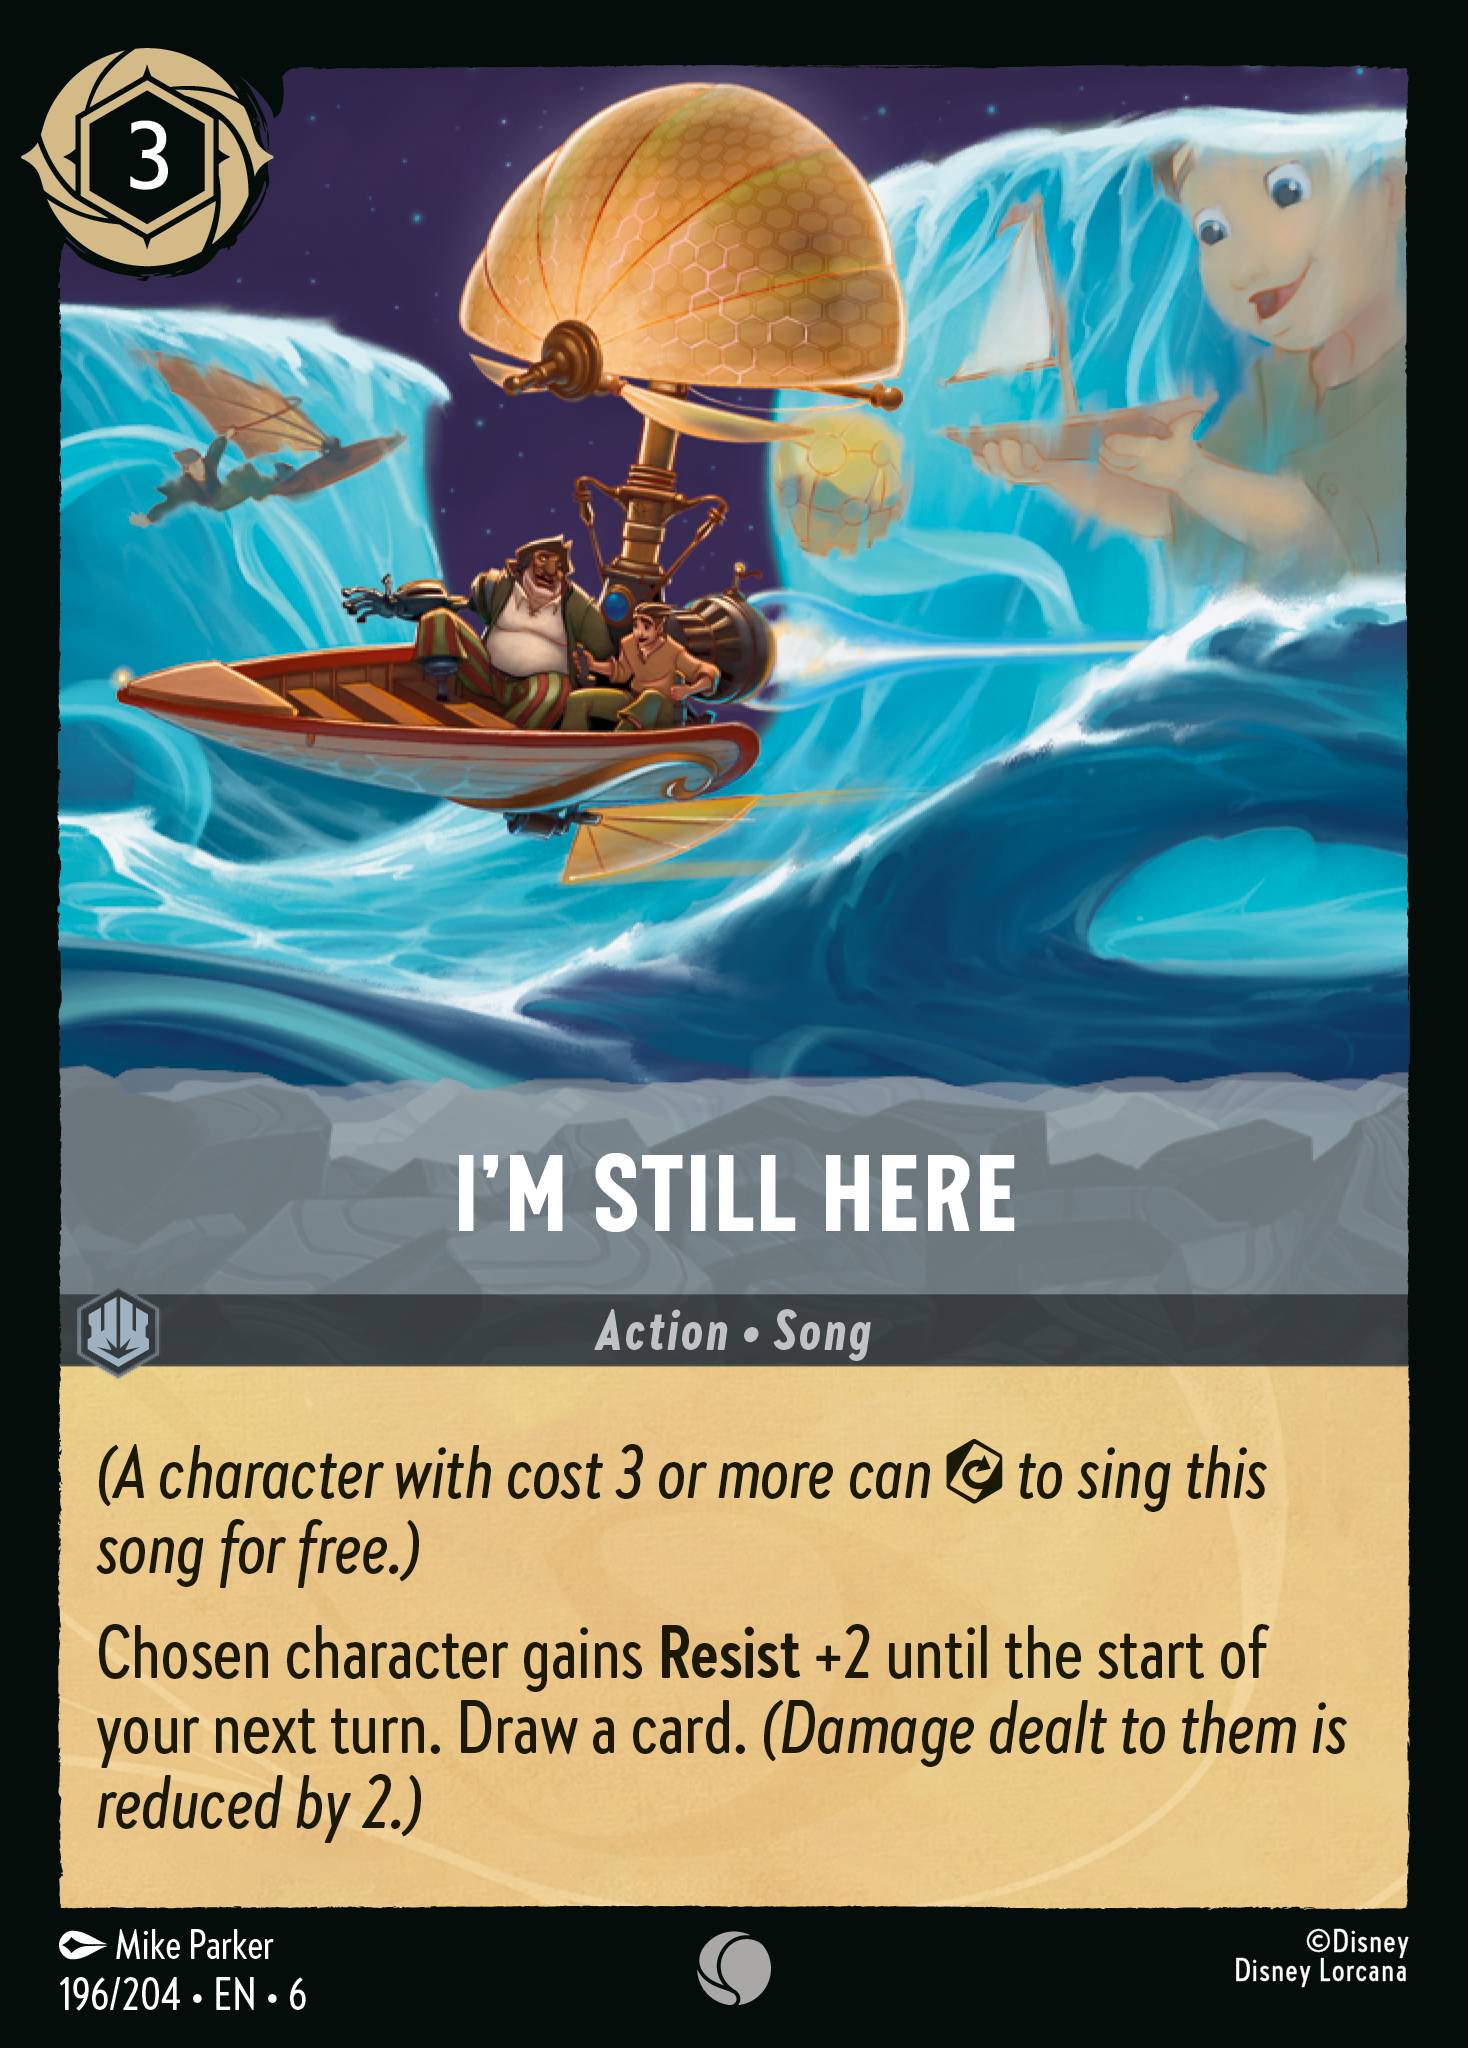 3
I'M STILL HERE
Action • Song
(A character with cost 3 or more can to sing this
song for free.)
Chosen character gains Resist +2 until the start of
your next turn. Draw a card. (Damage dealt to them is
reduced by 2.)
Mike Parker
196/204 • EN • 6
©Disney
Disney Lorcana